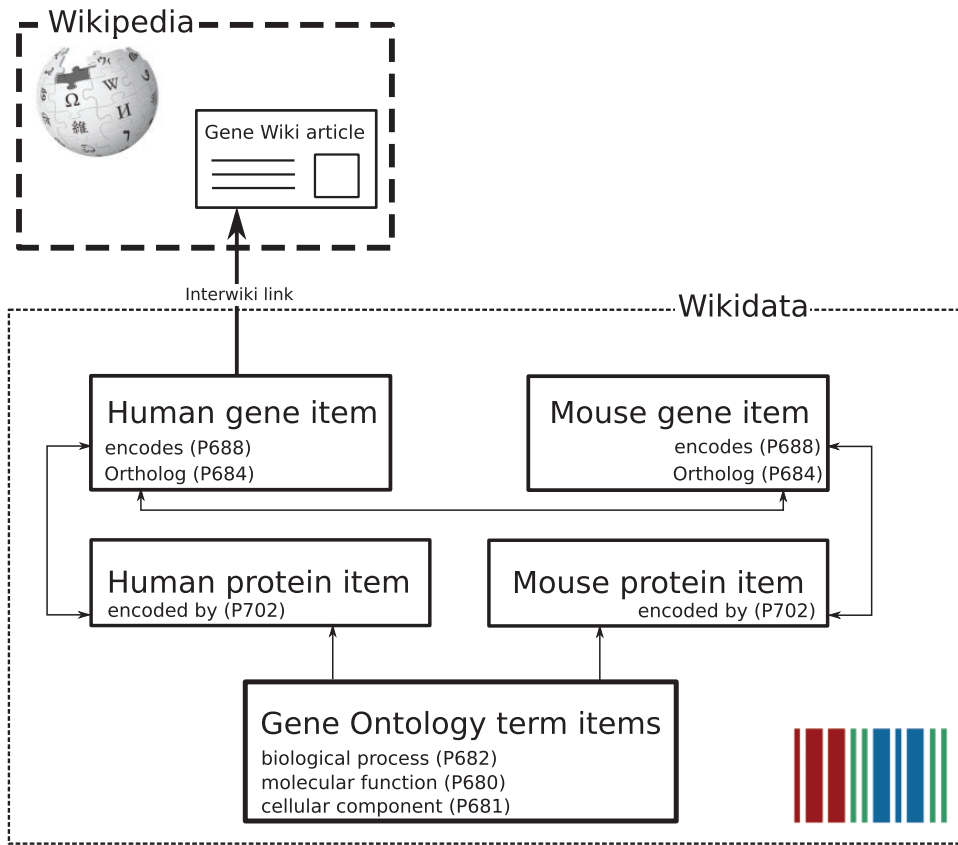 Wikipedia
Ω
W
И
維
Gene Wiki article
Interwiki link
Wikidata
Human gene item
encodes (P688)
Ortholog (P684)
Mouse gene item
encodes (P688)
Ortholog (P684)
Human protein item
encoded by (P702)
Mouse protein item
encoded by (P702)
Gene Ontology term items
biological process (P682)
molecular function (P680)
cellular component (P681)